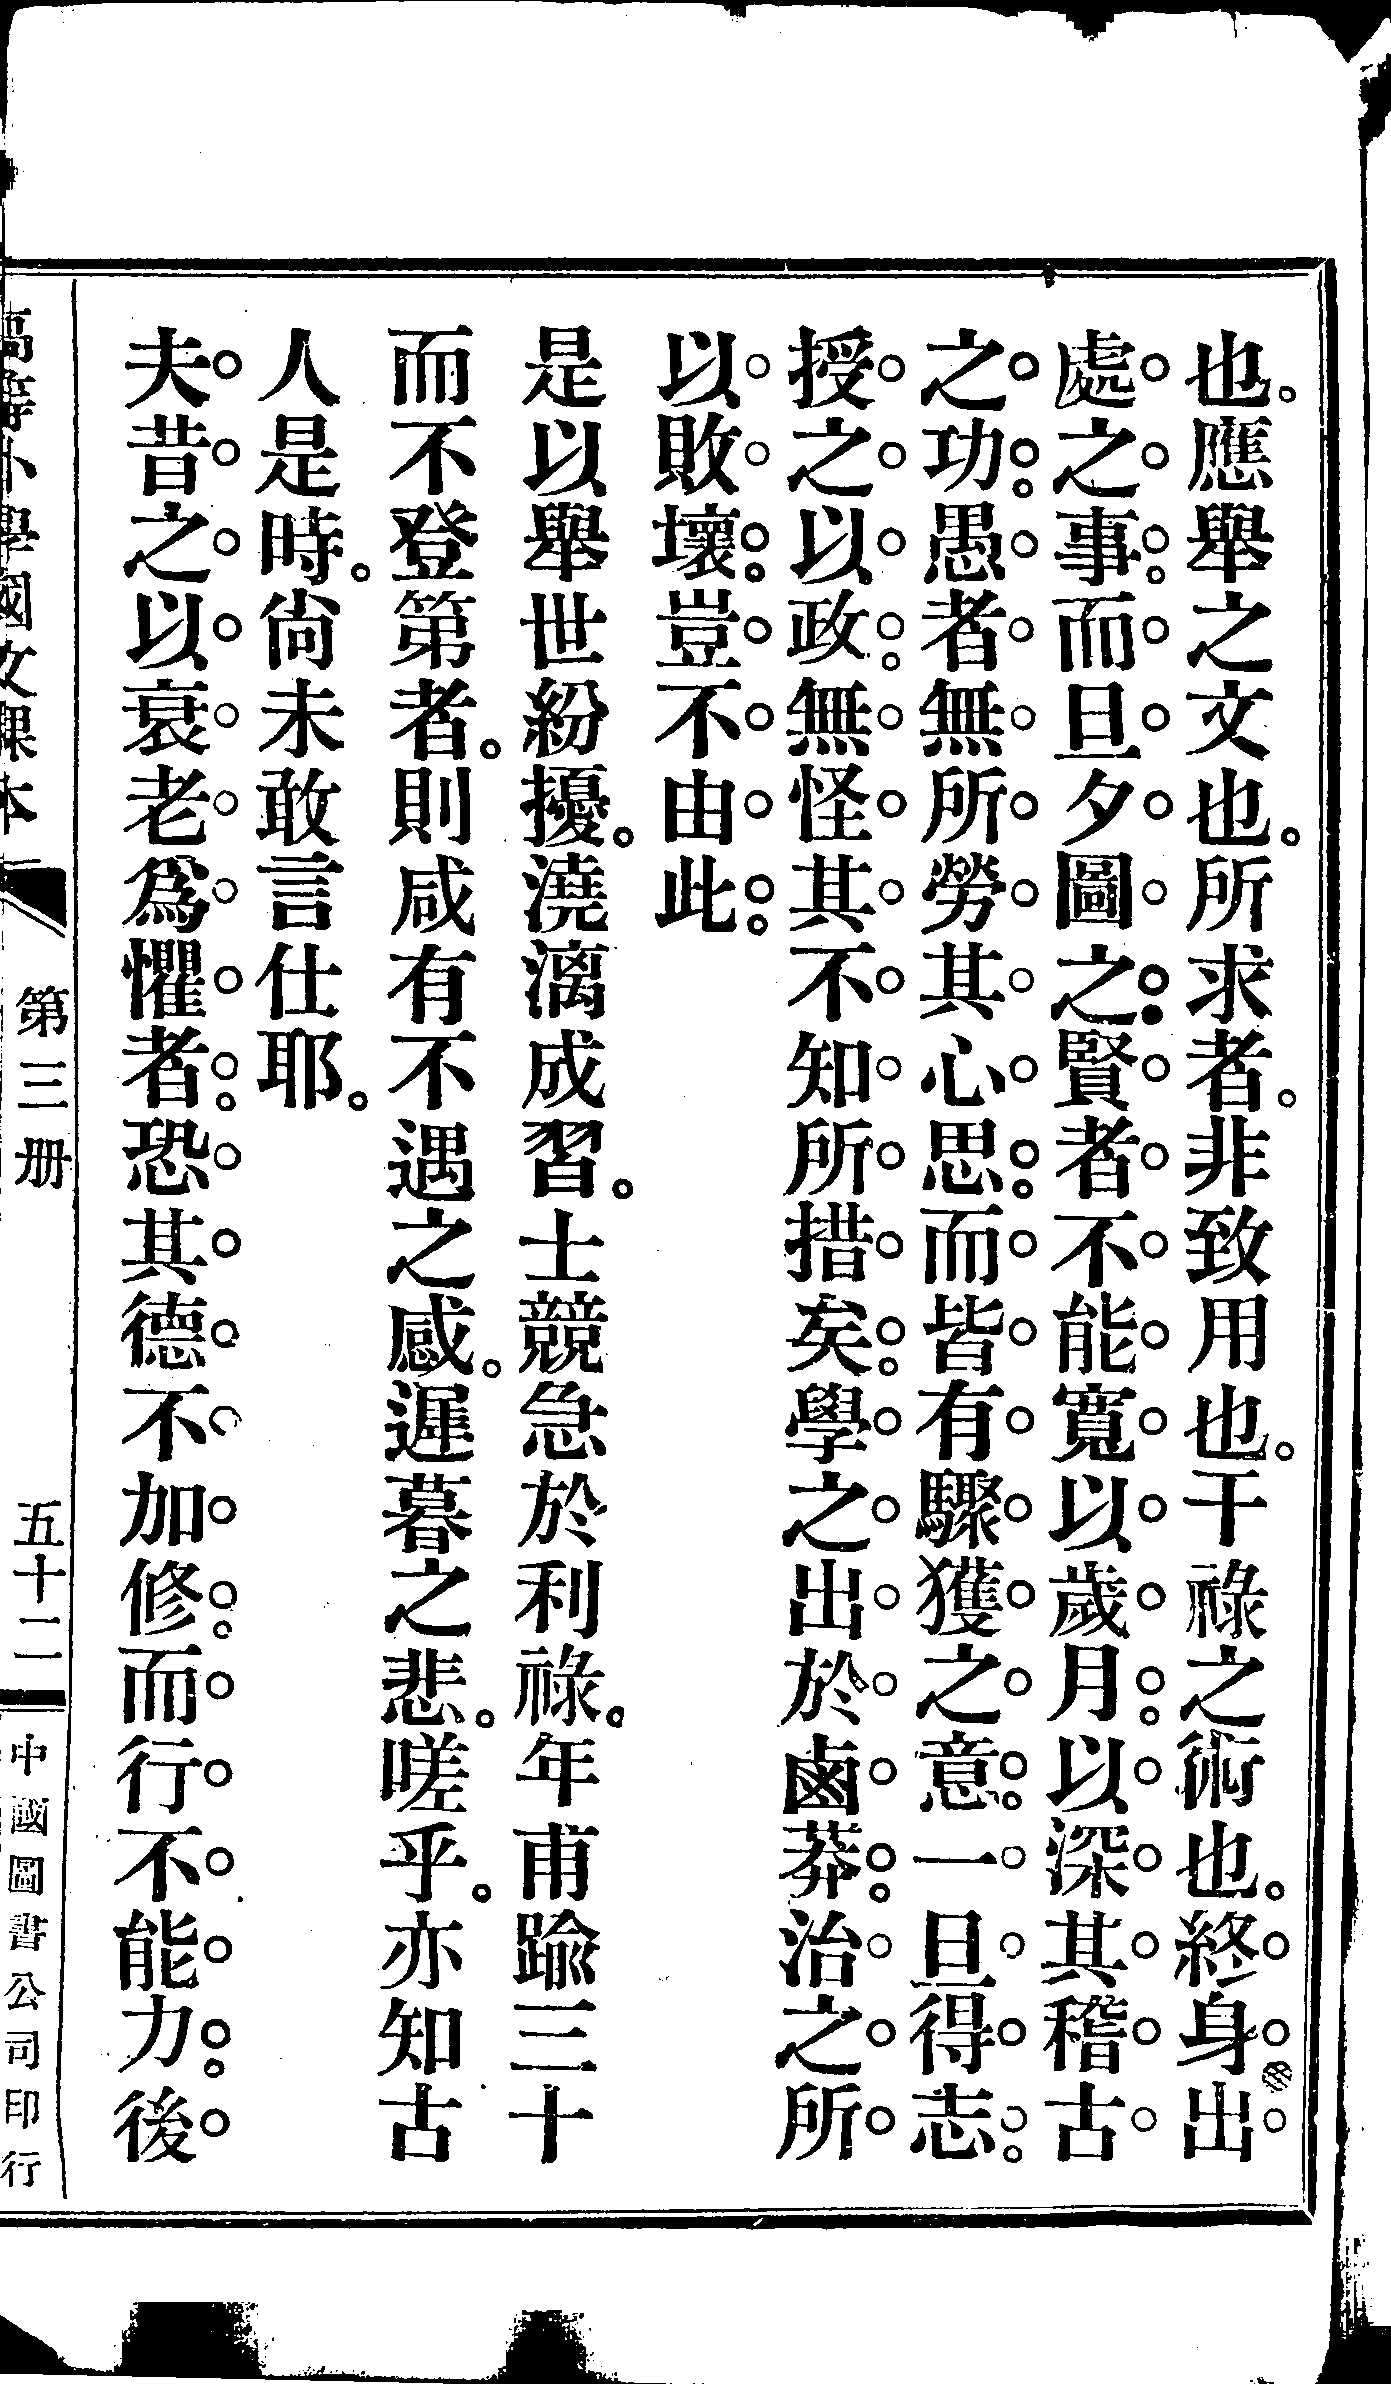 也。應舉之文也。所求者。非致用也。干祿之術也。終身出
處之事。而旦夕圖之。賢者不能寬以歲月。以深其稽古
之功。愚者無所勞其心思。而皆有驟獲之意。一旦得志。
授之以政。無怪其不知所措矣。學之出於鹵莽。治之所
以敗壞。豈不由此。
是以舉世紛擾。澆漓成習。士競急於利祿。年甫踰三十
而不登第者。則咸有不遇之感。遲暮之悲。嗟乎。亦知古
人是時。尙未敢言仕耶。
夫昔之以衰老爲懼者。恐其德不加修。而行不能力。後
高等小學國文課本
第三册
五十二
中國圖書公司印行